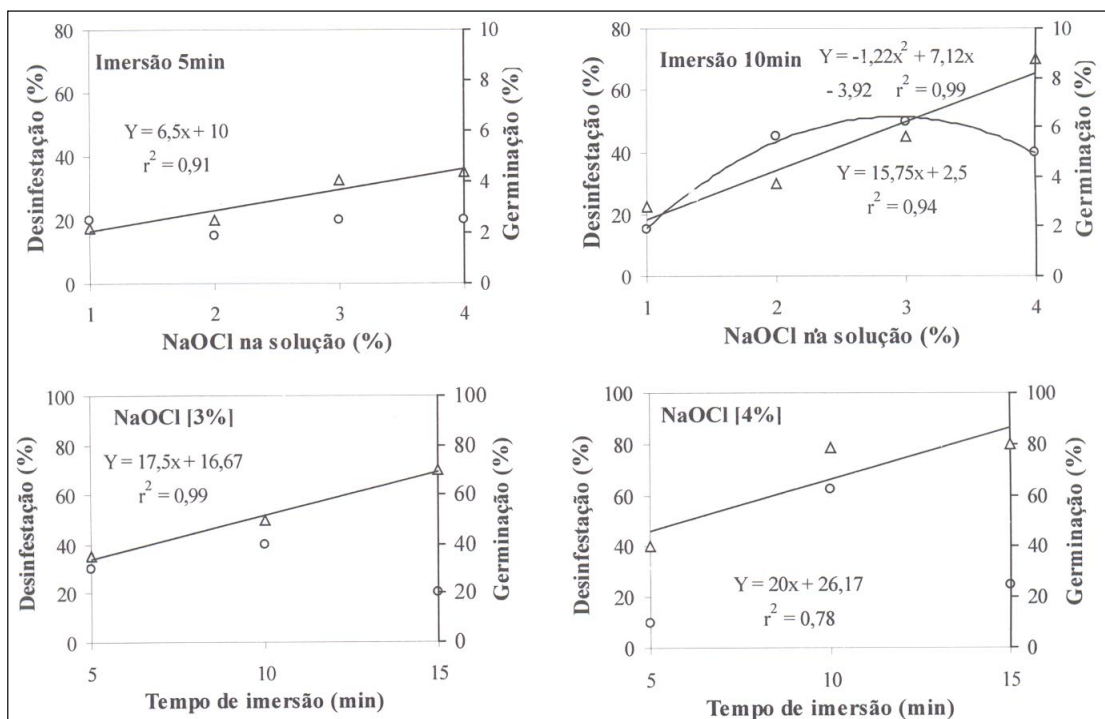 Imersão 5min
Y = 6,5x + 10
r² = 0,91
Desinfestação (%)
80
60
40
20
0
10
8
6
4
2
0
Germinação (%)
1 2 3 4
NaOCl na solução (%)
Imersão 10min
Y = -1,22x² + 7,12x
- 3,92 r² = 0,99
Y = 15,75x + 2,5
r² = 0,94
Desinfestação (%)
80
60
40
20
0
10
8
6
4
2
0
Germinação (%)
1 2 3 4
NaOCl na solução (%)
NaOCl [3%]
Y = 17,5x + 16,67
r² = 0,99
Desinfestação (%)
100
80
60
40
20
0
100
80
60
40
20
0
Germinação (%)
5 10 15
Tempo de imersão (min)
NaOCl [4%]
Y = 20x + 26,17
r² = 0,78
Desinfestação (%)
100
80
60
40
20
0
100
80
60
40
20
0
Germinação (%)
5 10 15
Tempo de imersão (min)